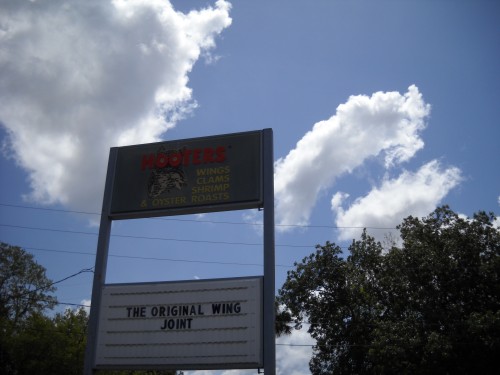 HOOTERS
WINGS
CLAMS
SHRIMP
& OYSTER ROASTS
THE ORIGINAL WING
JOINT